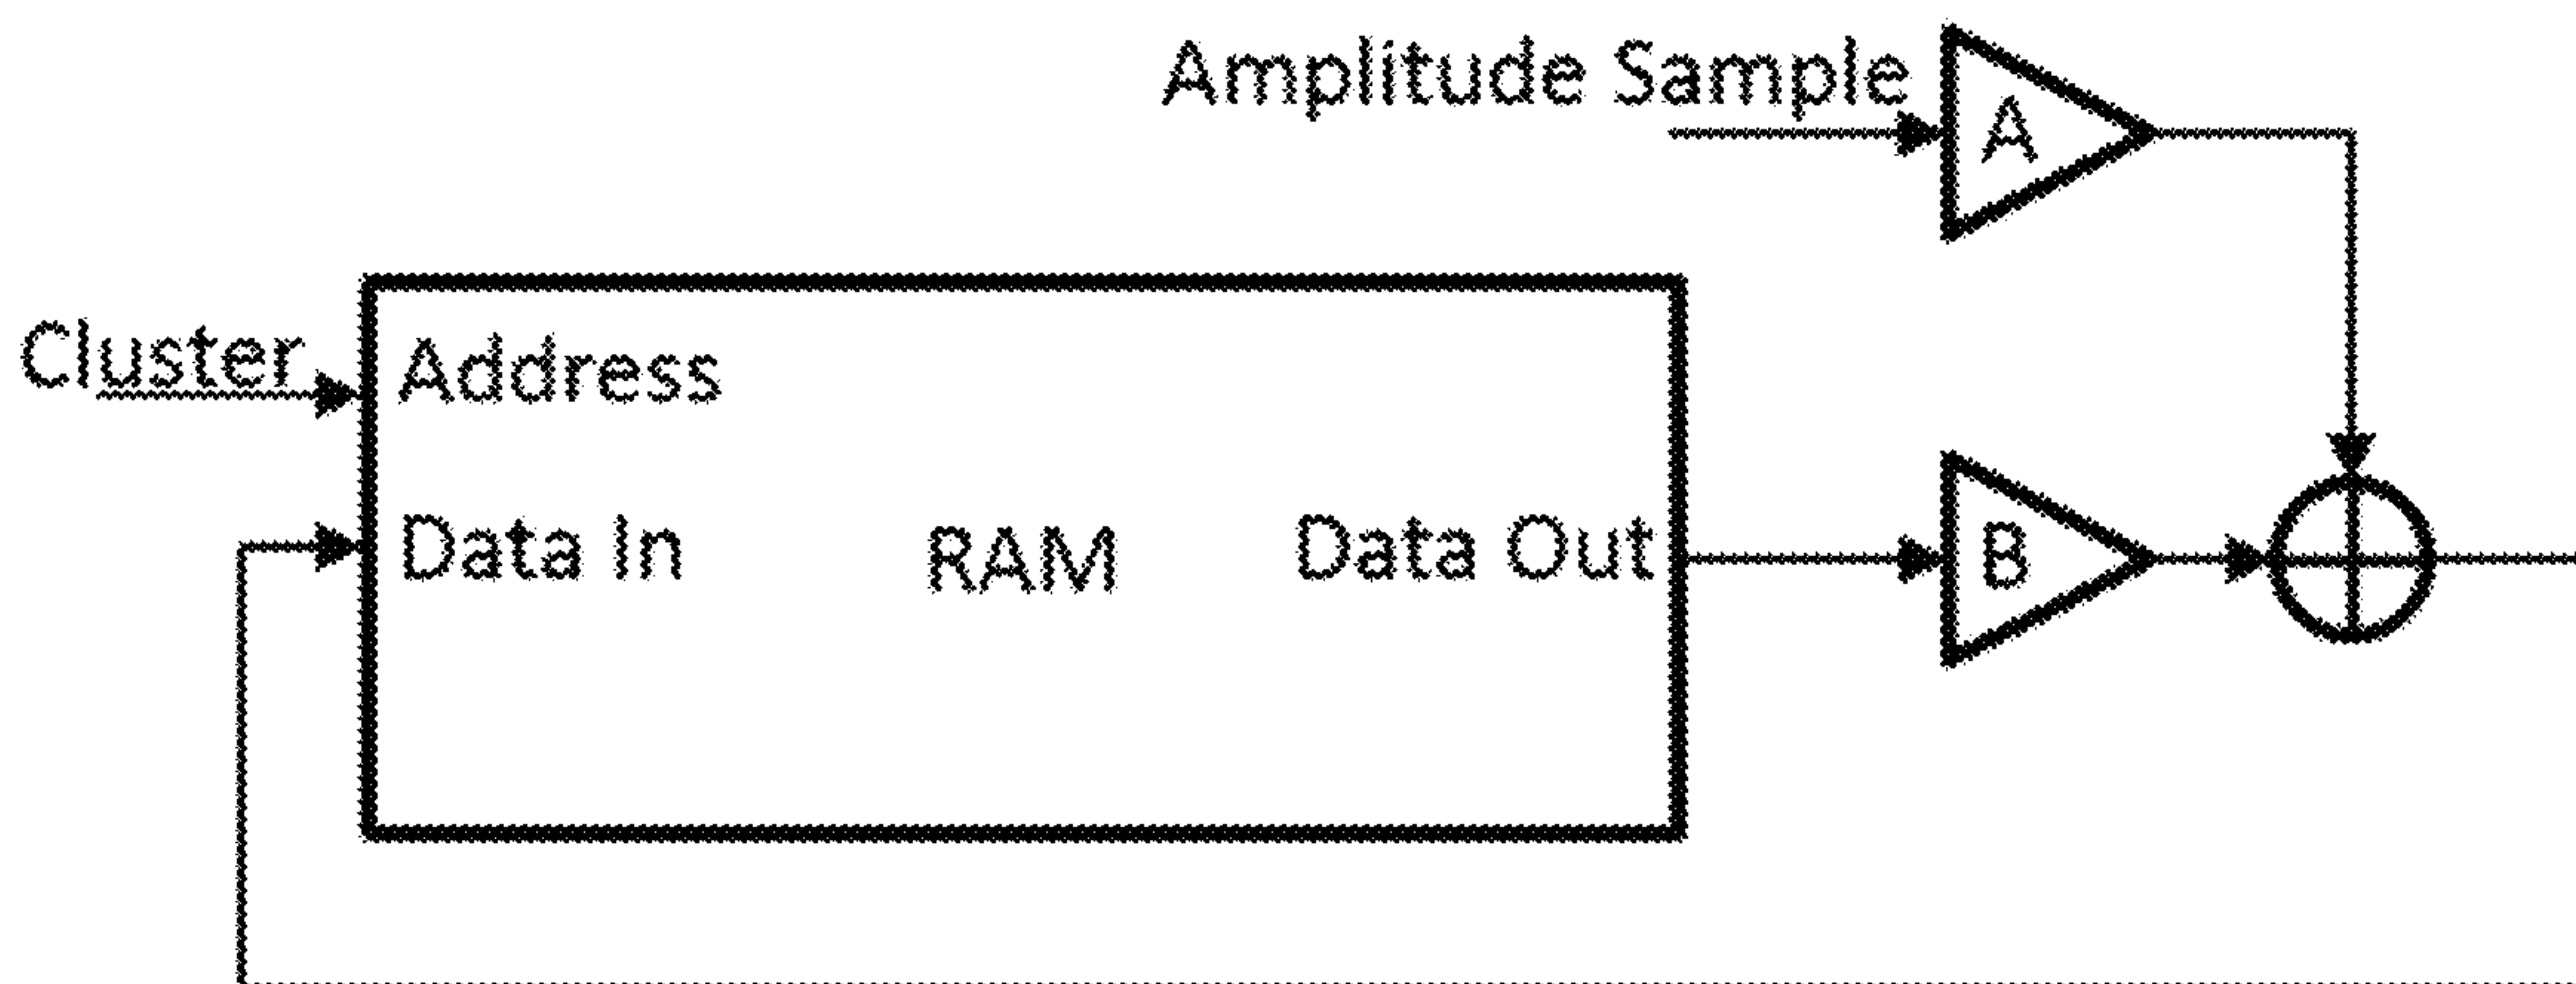 Amplitude Sample
A
Cluster
Address
Data In
RAM
Data Out
B